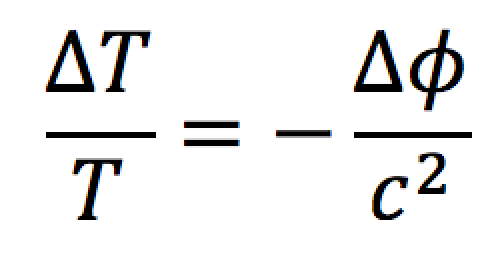 ΔT/T = − Δϕ/c²